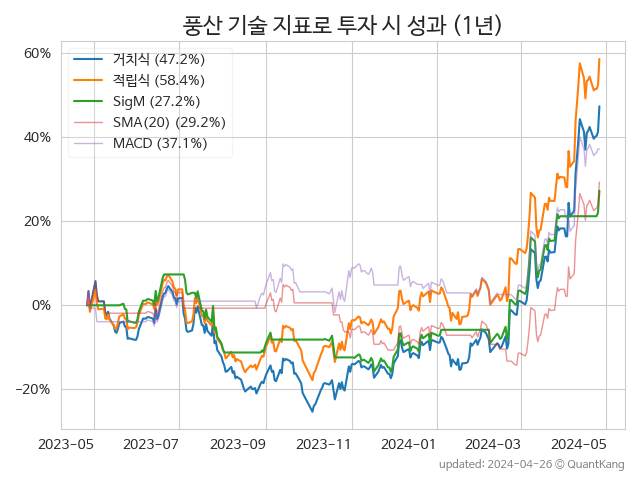 풍산 기술 지표로 투자 시 성과 (1년)
60%
40%
20%
0%
−20%
거치식 (47.2%)
적립식 (58.4%)
SigM (27.2%)
SMA(20) (29.2%)
MACD (37.1%)
2023-05 2023-07 2023-09 2023-11 2024-01 2024-03 2024-05
updated: 2024-04-26 © QuantKang